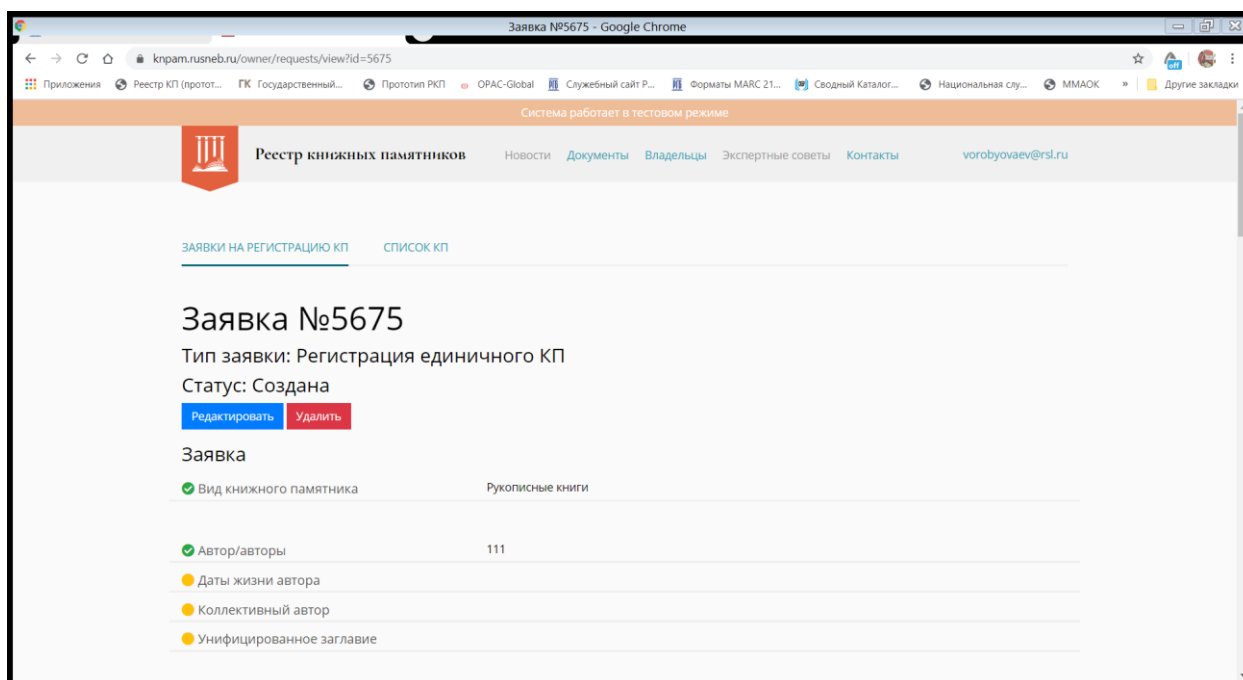 Заявка №5675 - Google Chrome
knpam.rusneb.ru/owner/requests/view?id=5675
off
Приложения Реестр КП (протот... ГК Государственный... Прототип РКП OPAC-Global Служебный сайт Р... Форматы MARC 21... Сводный Каталог... Национальная слу... ММАОК » Другие закладки
Система работает в тестовом режиме
Реестр книжных памятников Новости Документы Владельцы Экспертные советы Контакты vorobyovaev@rsl.ru
ЗАЯВКИ НА РЕГИСТРАЦИЮ КП СПИСОК КП
Заявка №5675
Тип заявки: Регистрация единичного КП
Статус: Создана
Редактировать Удалить
Заявка
Вид книжного памятника Рукописные книги
Автор/авторы 111
Даты жизни автора
Коллективный автор
Унифицированное заглавие